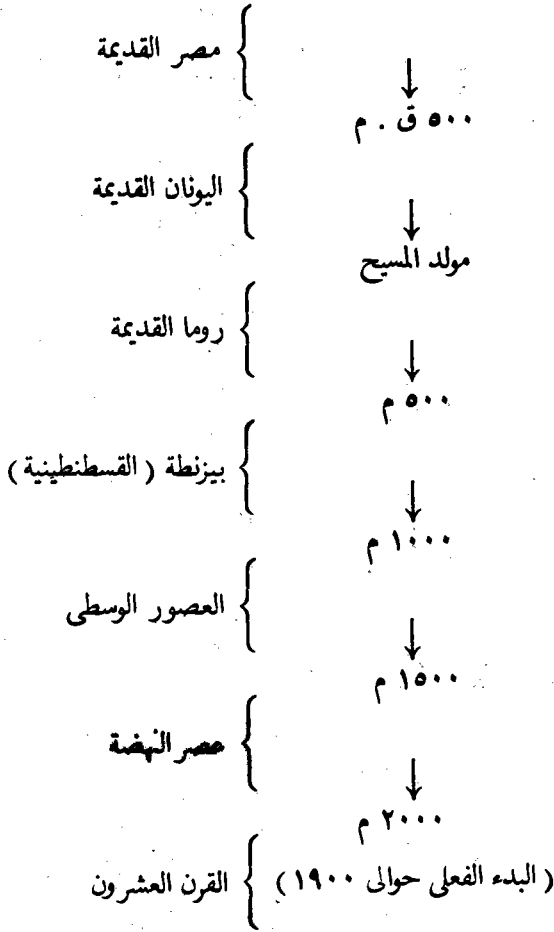 مصر القديمة
٥٠٠ ق . م
اليونان القديمة
مولد المسيح
روما القديمة
٥٠٠ م
بيزنطة ( القسطنطينية )
١٠٠٠ م
العصور الوسطى
١٥٠٠ م
عصر النهضة
٢٠٠٠ م
( البدء الفعلى حوالى ١٩٠٠ ) القرن العشرون